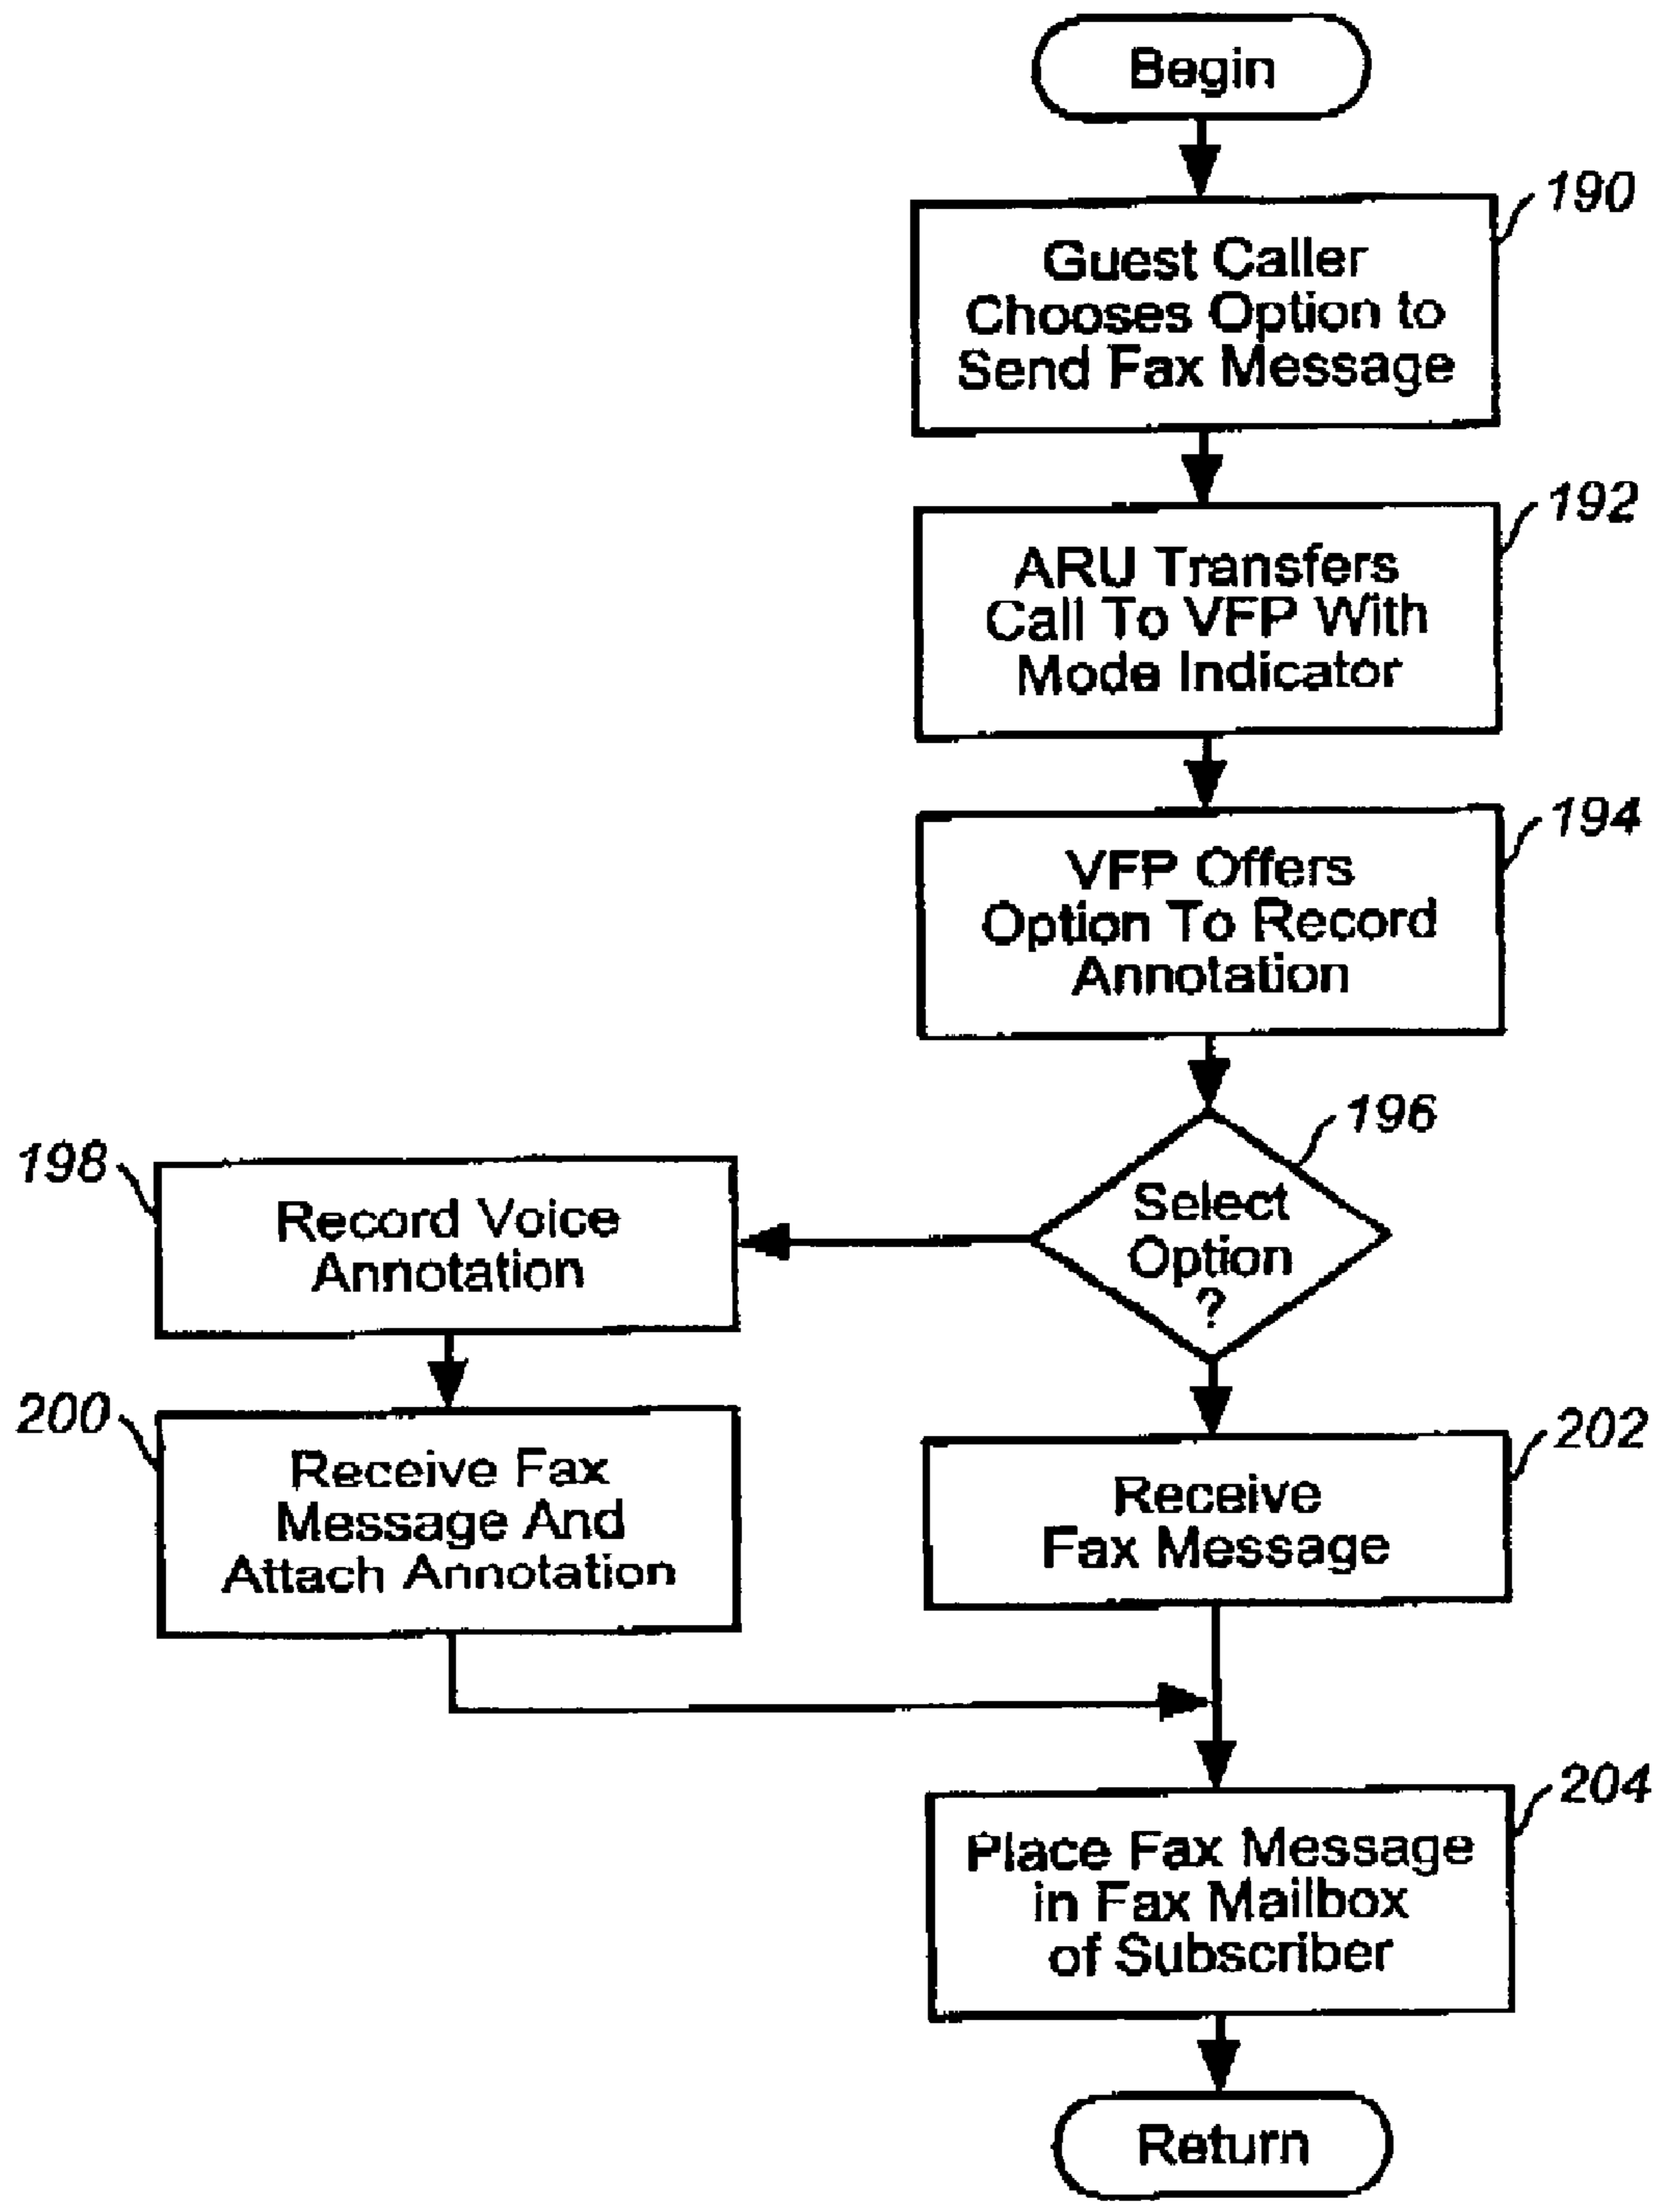 Begin
190
Guest Caller
Chooses Option to
Send Fax Message
192
ARU Transfers
Call To VFP With
Mode Indicator
194
VFP Offers
Option To Record
Annotation
196
Select
Option
?
198
Record Voice
Annotation
200
Receive Fax
Message And
Attach Annotation
202
Receive
Fax Message
204
Place Fax Message
in Fax Mailbox
of Subscriber
Return